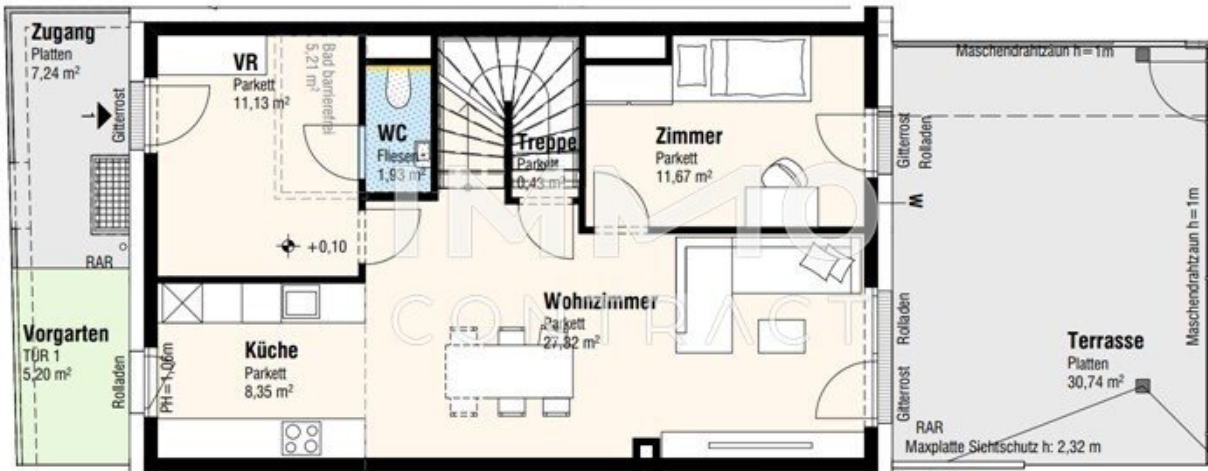 Zugang
Platten
7,24 m²
1
Gitterrost
RAR
Vorgarten
TÜR 1
5,20 m²
Rolladen
PH=1,06m
VR
Parkett
11,13 m²
+0,10
Bad barrierefrei
5,21 m²
WC
Fliesen
1,93 m²
Treppe
Parkett
0,43 m²
Zimmer
Parkett
11,67 m²
Küche
Parkett
8,35 m²
Wohnzimmer
Parkett
27,32 m²
IMMO
CONTRACT
Gitterrost
Rolladen
W
Rolladen
Gitterrost
Maschendrahtzaun h=1m
Maschendrahtzaun h=1m
Terrasse
Platten
30,74 m²
RAR
Maxplatte Sichtschutz h: 2,32 m